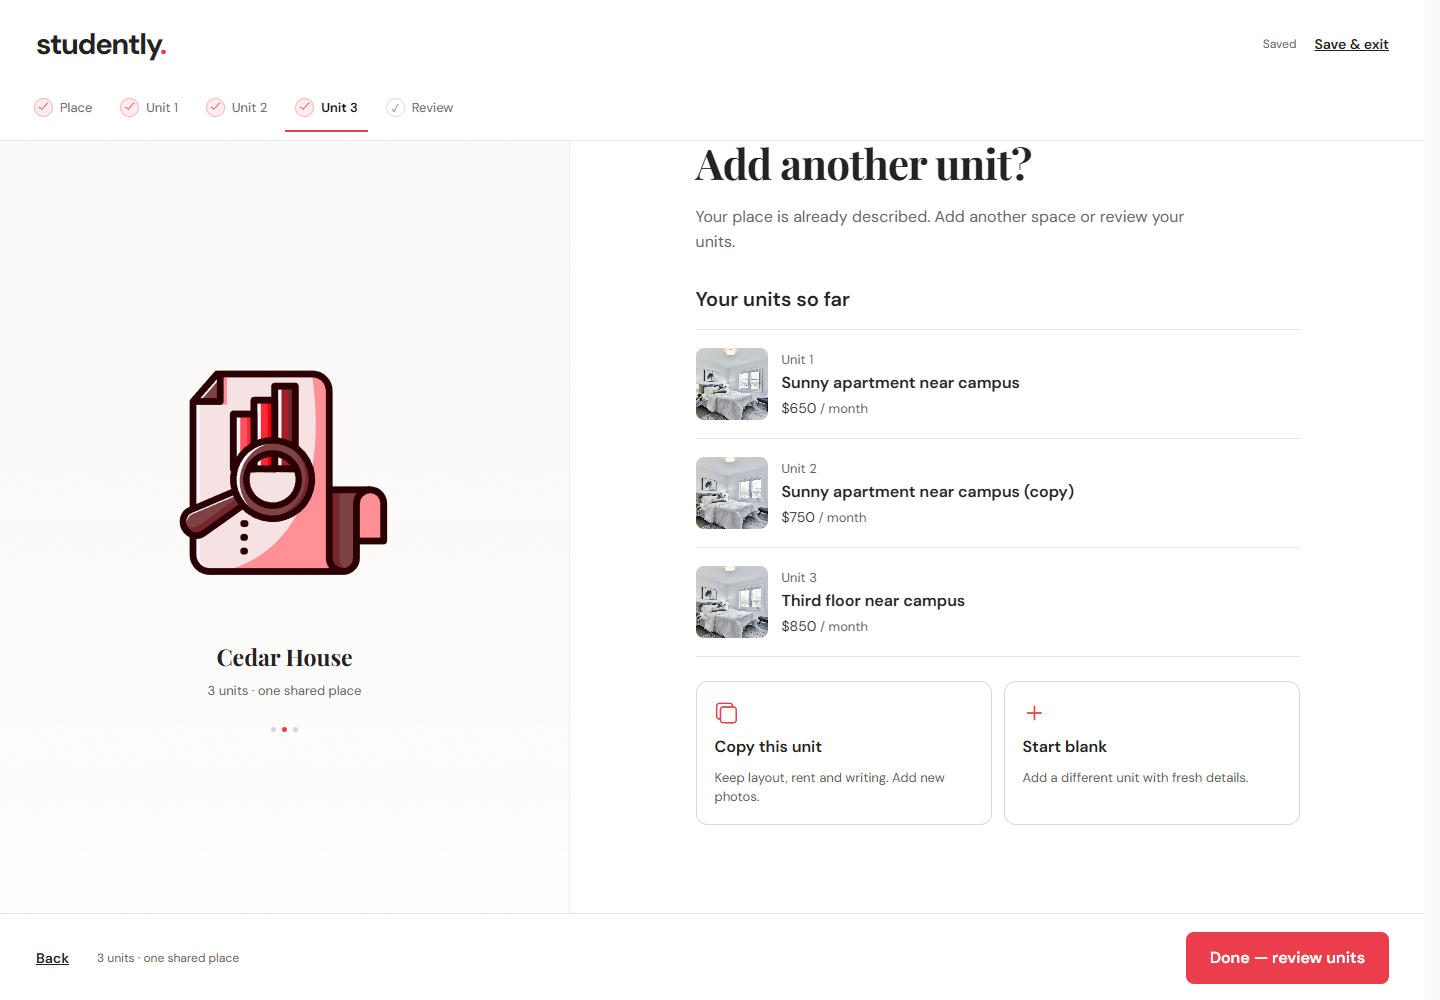 studently.
Saved
Save & exit
Place
Unit 1
Unit 2
Unit 3
Review
Cedar House
3 units · one shared place
Add another unit?
Your place is already described. Add another space or review your
units.
Your units so far
Unit 1
Sunny apartment near campus
$650 / month
Unit 2
Sunny apartment near campus (copy)
$750 / month
Unit 3
Third floor near campus
$850 / month
Copy this unit
Keep layout, rent and writing. Add new
photos.
Start blank
Add a different unit with fresh details.
Back
3 units · one shared place
Done — review units